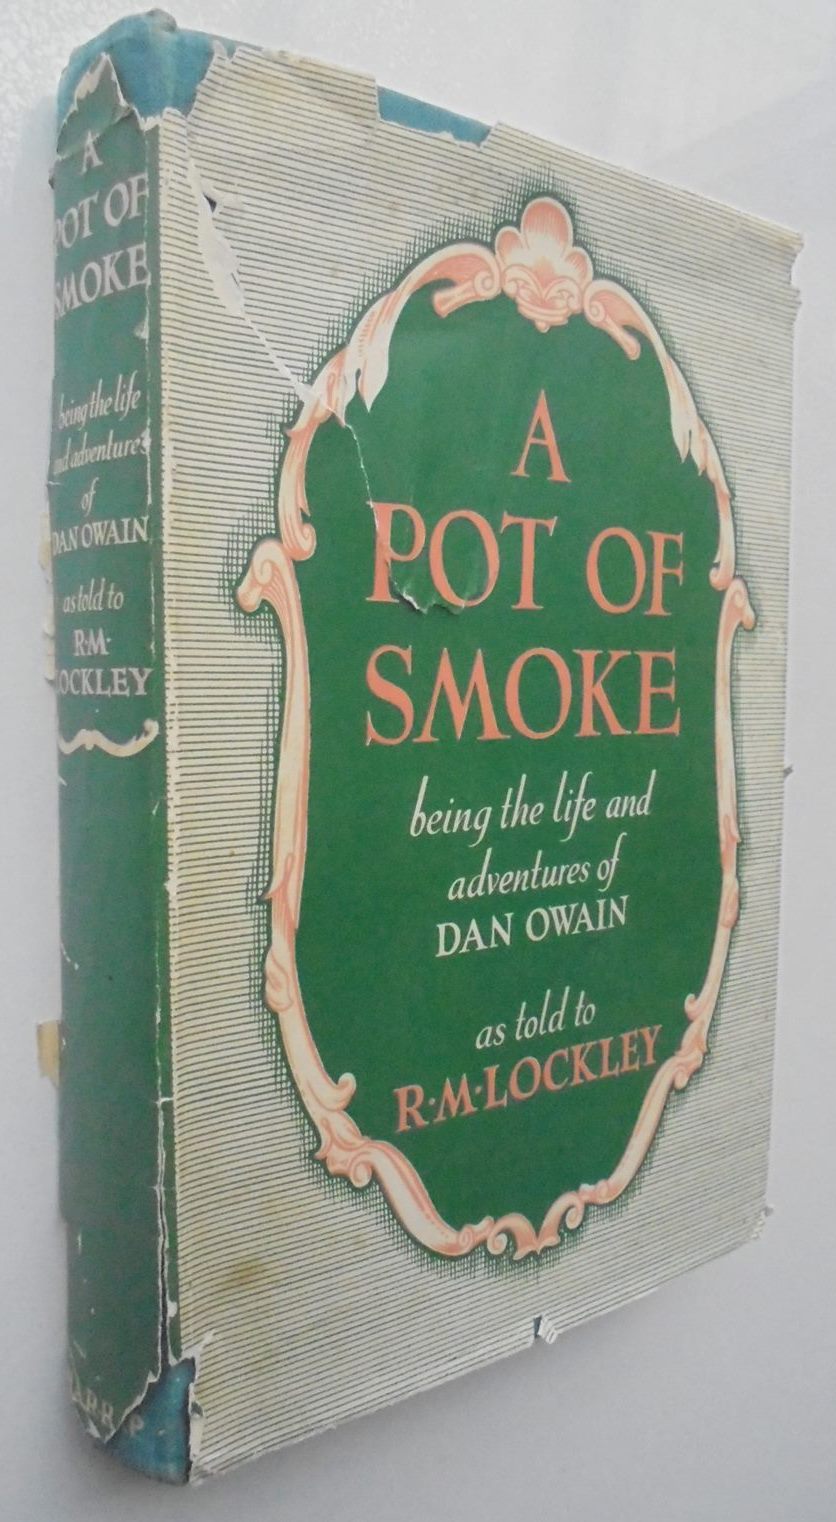 A
POT OF
SMOKE
being the life
and adventures
of
DAN OWAIN
as told to
R·M·
LOCKLEY
A
POT OF
SMOKE
being the life and
adventures of
DAN OWAIN
as told to
R·M·LOCKLEY